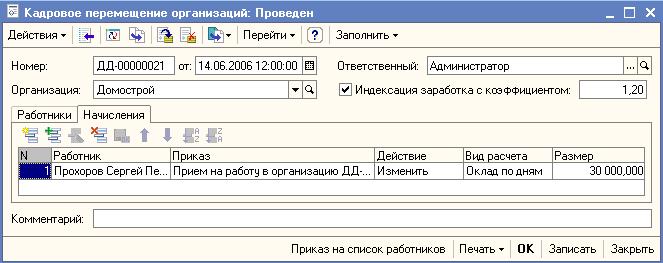 Кадровое перемещение организаций: Проведен
Действия Перейти ? Заполнить
Номер: ДД-00000021 от: 14.06.2006 12:00:00 Ответственный: Администратор ...
Организация: Домострой Индексация заработка с коэффициентом: 1,20
Работники Начисления
N Работник Приказ Действие Вид расчета Размер
1 Прохоров Сергей Пе... Прием на работу в организацию ДД-... Изменить Оклад по дням 30 000,000
Комментарий:
Приказ на список работников Печать OK Записать Закрыть